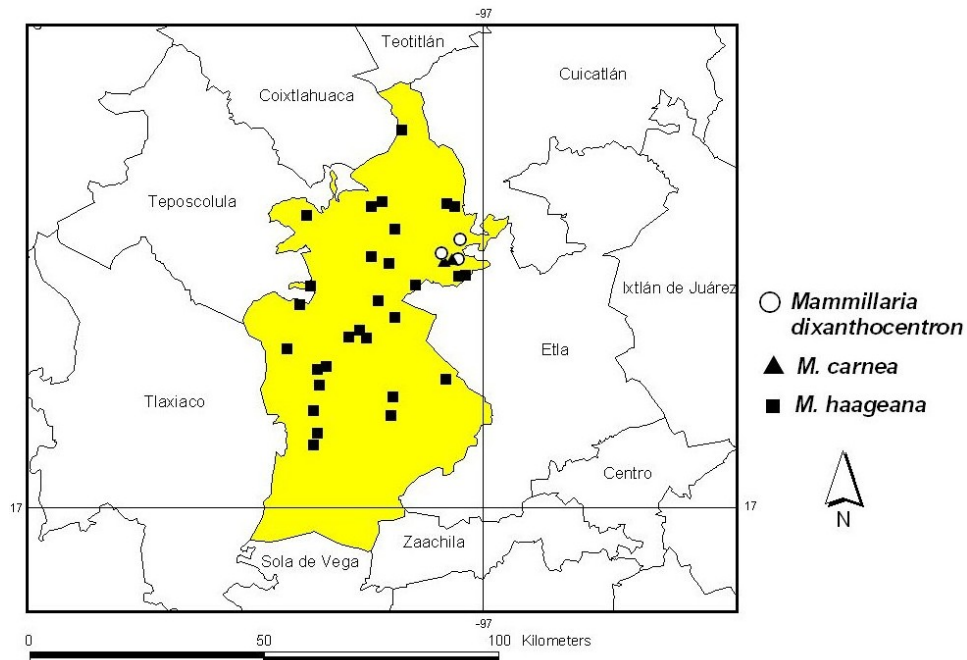 -97
Teotitlán
Cuicatlán
Coixtlahuaca
Teposcolula
Ixtlán de Juárez
Mammillaria
dixanthocentron
Etla
M. carnea
Tlaxiaco
M. haageana
Centro
17
17
N
Zaachila
Sola de Vega
-97
0 50 100 Kilometers